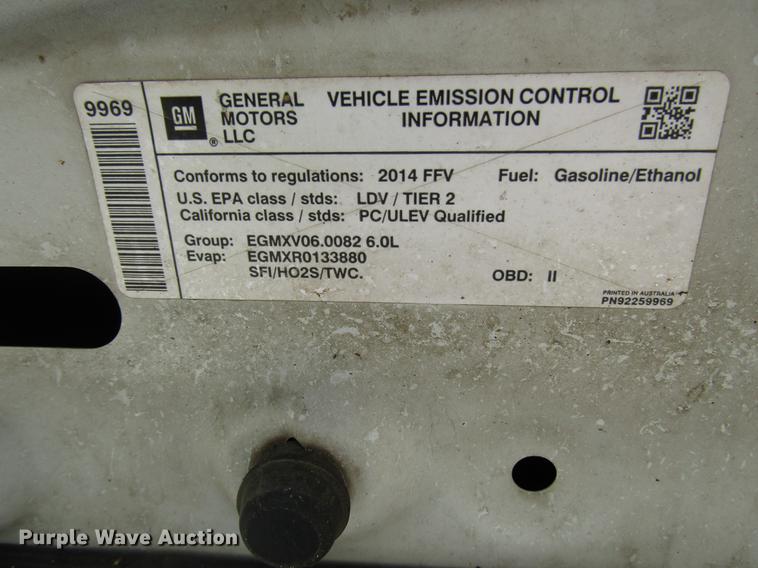 9969
GM
®
GENERAL
MOTORS
LLC
VEHICLE EMISSION CONTROL
INFORMATION
Conforms to regulations: 2014 FFV Fuel: Gasoline/Ethanol
U.S. EPA class / stds: LDV / TIER 2
California class / stds: PC/ULEV Qualified
Group: EGMXV06.0082 6.0L
Evap: EGMXR0133880
SFI/HO2S/TWC.
OBD: II
PRINTED IN AUSTRALIA
PN92259969
Purple Wave Auction
purplewave.com